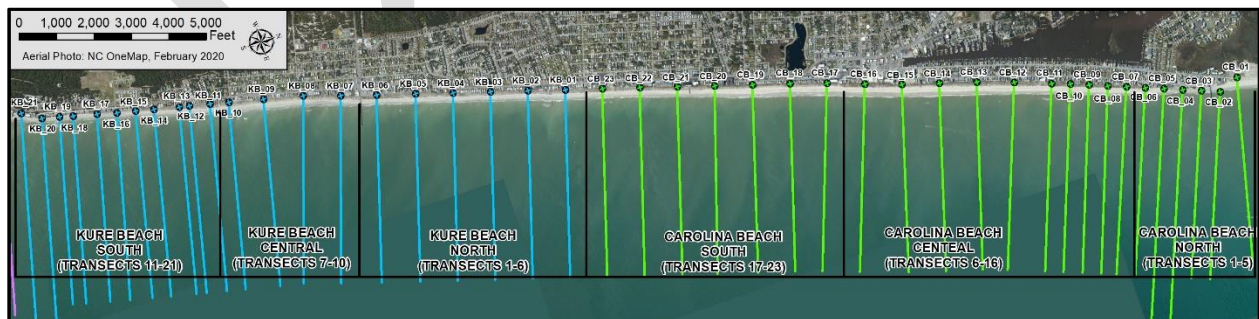 0 1,000 2,000 3,000 4,000 5,000
Feet
Aerial Photo: NC OneMap, February 2020
N
E
S
W
KB_21
KB_20
KB_19
KB_18
KB_17
KB_16
KB_15
KB_14
KB_13
KB_12
KB_11
KB_10
KB_09
KB_08
KB_07
KB_06
KB_05
KB_04
KB_03
KB_02
KB_01
CB_23
CB_22
CB_21
CB_20
CB_19
CB_18
CB_17
CB_16
CB_15
CB_14
CB_13
CB_12
CB_11
CB_10
CB_09
CB_08
CB_07
CB_06
CB_05
CB_04
CB_03
CB_02
CB_01
KURE BEACH
SOUTH
(TRANSECTS 11-21)
KURE BEACH
CENTRAL
(TRANSECTS 7-10)
KURE BEACH
NORTH
(TRANSECTS 1-6)
CAROLINA BEACH
SOUTH
(TRANSECTS 17-23)
CAROLINA BEACH
CENTEAL
(TRANSECTS 6-16)
CAROLINA BEACH
NORTH
(TRANSECTS 1-5)